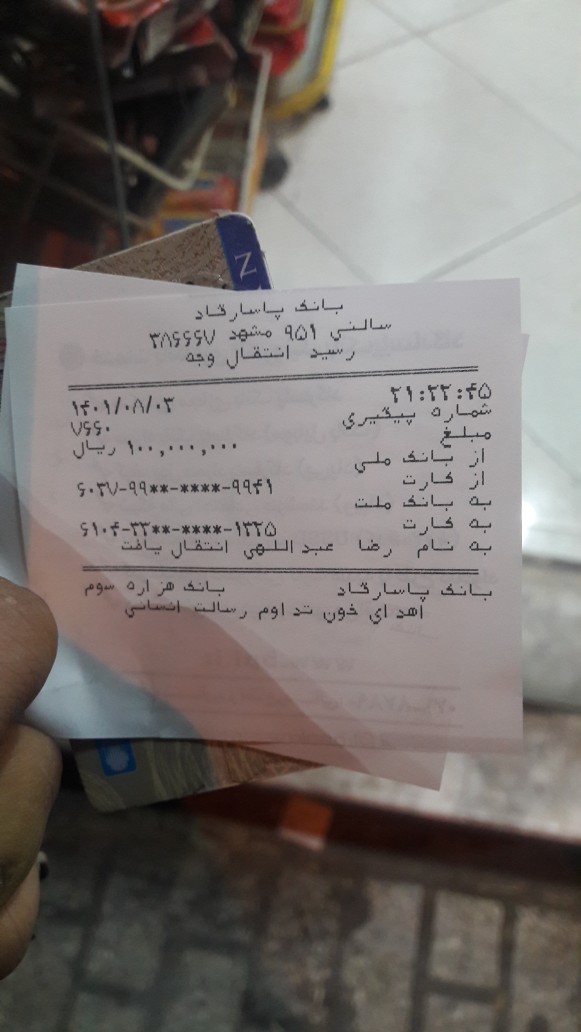 بانک پاسارگاد
سالني ۹۵۱ مشهد ۳۸۶۶۶۷
رسيد انتقال وجه
۲۱:۲۲:۴۵ ۱۴۰۱/۰۸/۰۳
شماره پيگيري ۷۶۶۰
مبلغ ۱۰۰,۰۰۰,۰۰۰ ريال
از بانک ملي
از کارت ۶۰۳۷-۹۹**-****-۹۹۴۱
به بانک ملت
به کارت ۶۱۰۴-۳۳**-****-۱۳۲۵
به نام رضا عبداللهي انتقال يافت
بانک پاسارگاد بانک هزاره سوم
اهداي خون تداوم رسالت انساني
N